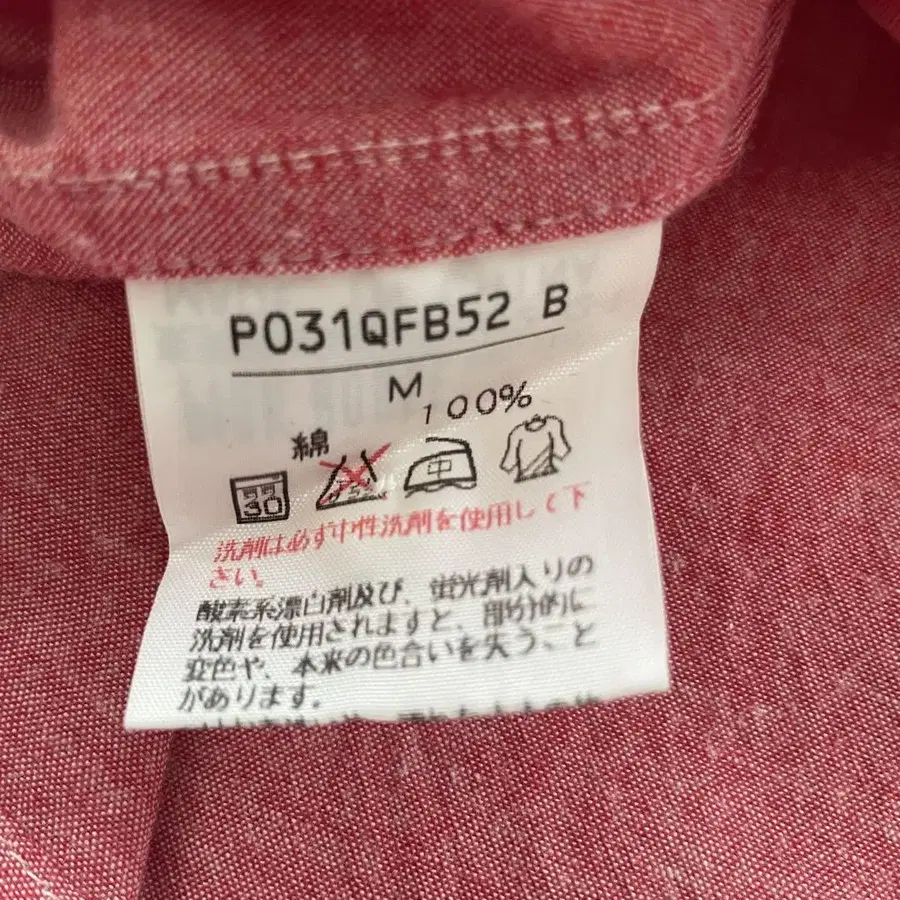 P031QFB52 B
M
綿 100%
30
洗剤は必ず中性洗剤を使用して下
さい。
酸素系漂白剤及び、蛍光剤入りの
洗剤を使用されますと、部分的に
変色や、本来の色合いを失うこと
があります。